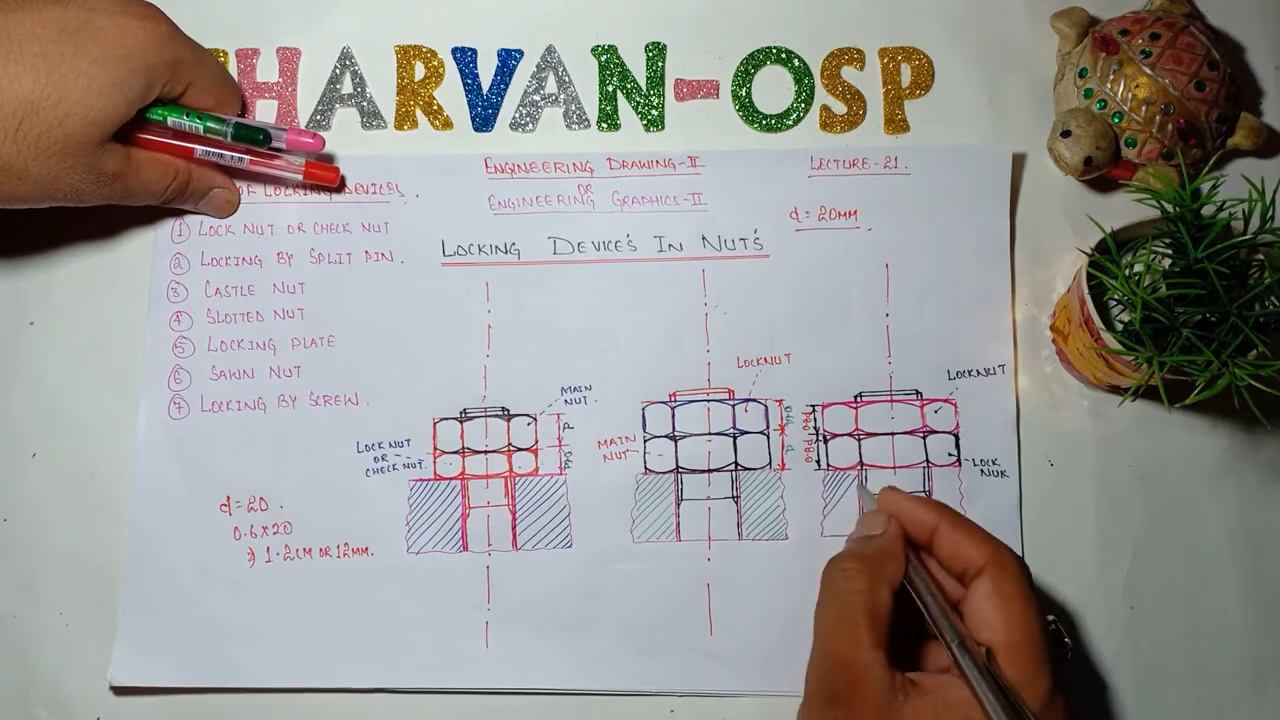 HARVAN-OSP
ENGINEERING DRAWING-II
OR
ENGINEERING GRAPHICS-II
LECTURE-21.
d = 20MM.
OF LOCKING DEVICES.
LOCKING DEVICE'S IN NUT'S
① LOCK NUT OR CHECK NUT
② LOCKING BY SPLIT PIN.
③ CASTLE NUT
④ SLOTTED NUT
⑤ LOCKING PLATE
⑥ SAWN NUT
⑦ LOCKING BY SCREW.
MAIN
NUT.
LOCK NUT
OR
CHECK NUT.
d
LOCKNUT
MAIN
NUT
d
LOCKNUT
LOCK
NUK
d = 20.
0.6×20
⇒ 1.2CM OR 12MM.